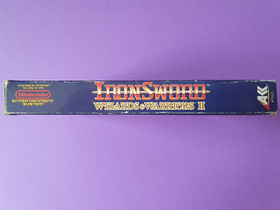 Nintendo
ENTERTAINMENT
SYSTEM
IRONSWORD
WIZARDS & WARRIORS II